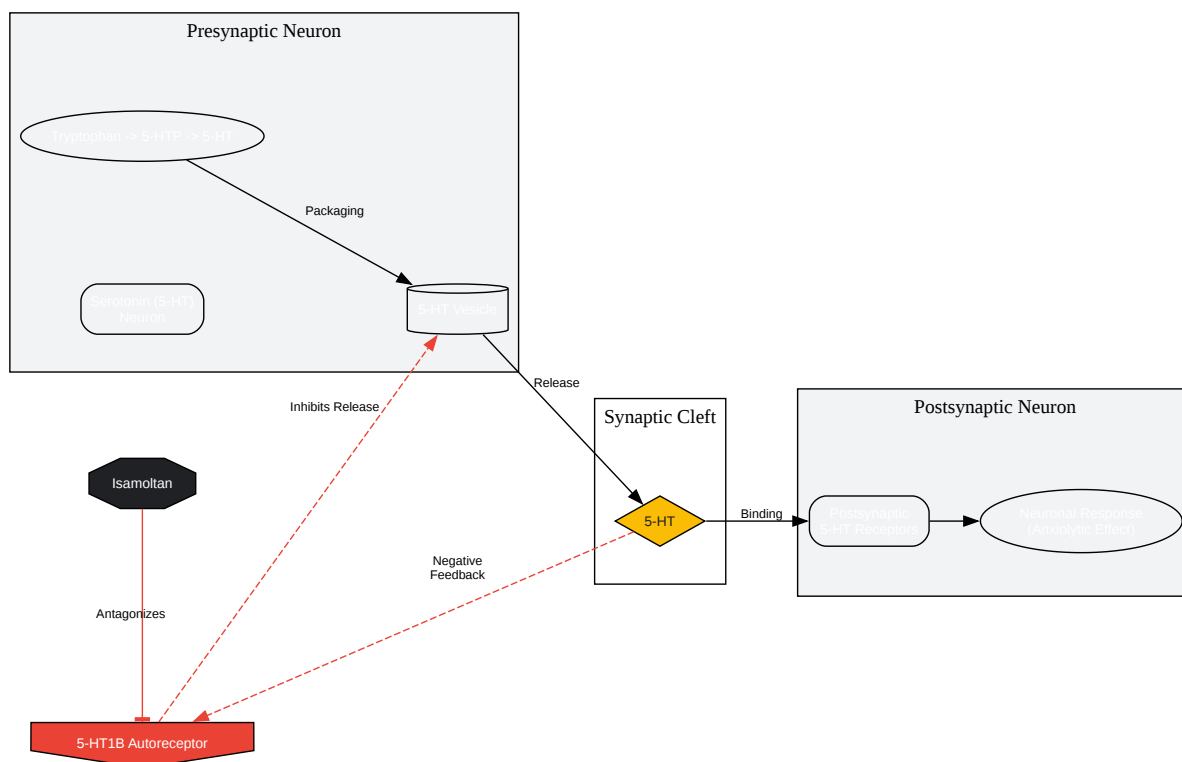 Presynaptic Neuron
Tryptophan -> 5-HTP -> 5-HT
Packaging
Serotonin (5-HT)
Neuron
5-HT Vesicle
Release
Inhibits Release
Synaptic Cleft
Postsynaptic Neuron
Isamoltan
5-HT
Binding
Postsynaptic
5-HT Receptors
Neuronal Response
(Anxiolytic Effect)
Negative
Feedback
Antagonizes
5-HT1B Autoreceptor